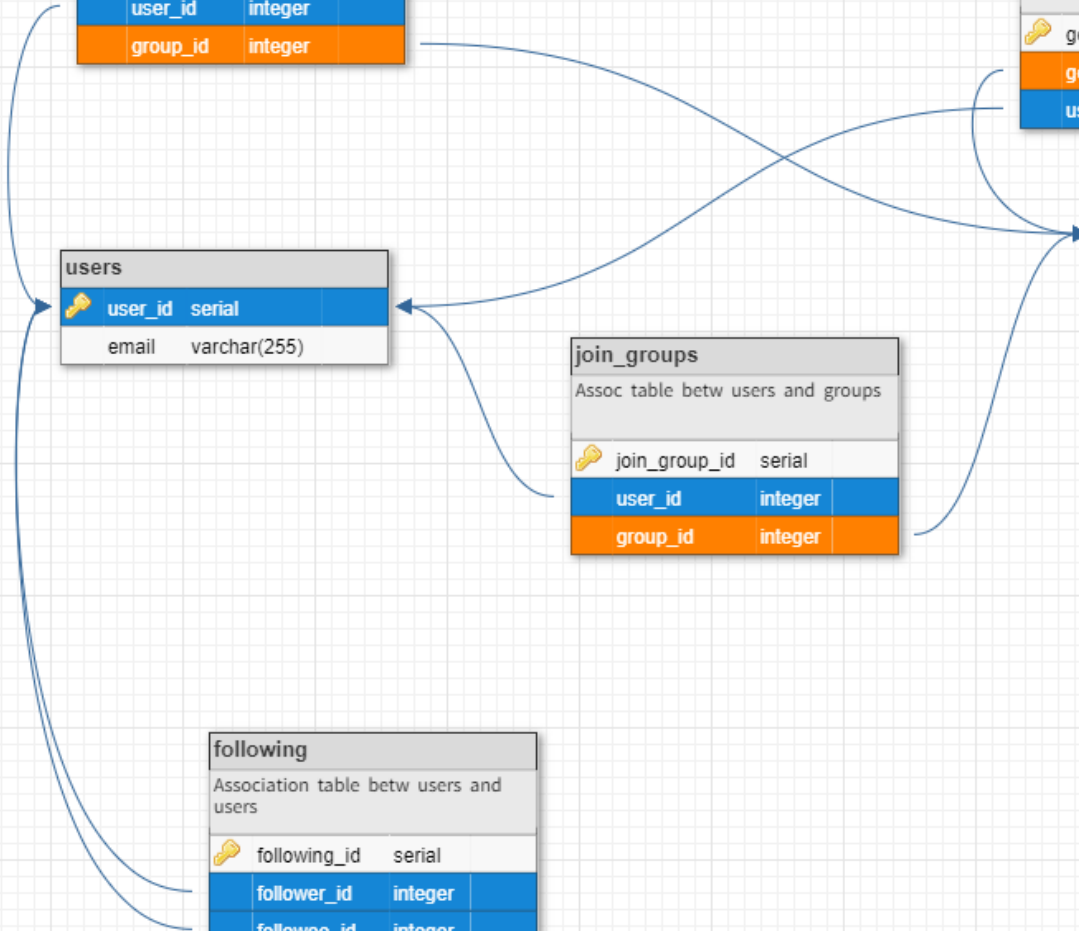 user_id integer
group_id integer
users
user_id serial
email varchar(255)
join_groups
Assoc table betw users and groups
join_group_id serial
user_id integer
group_id integer
following
Association table betw users and
users
following_id serial
follower_id integer
followee_id integer